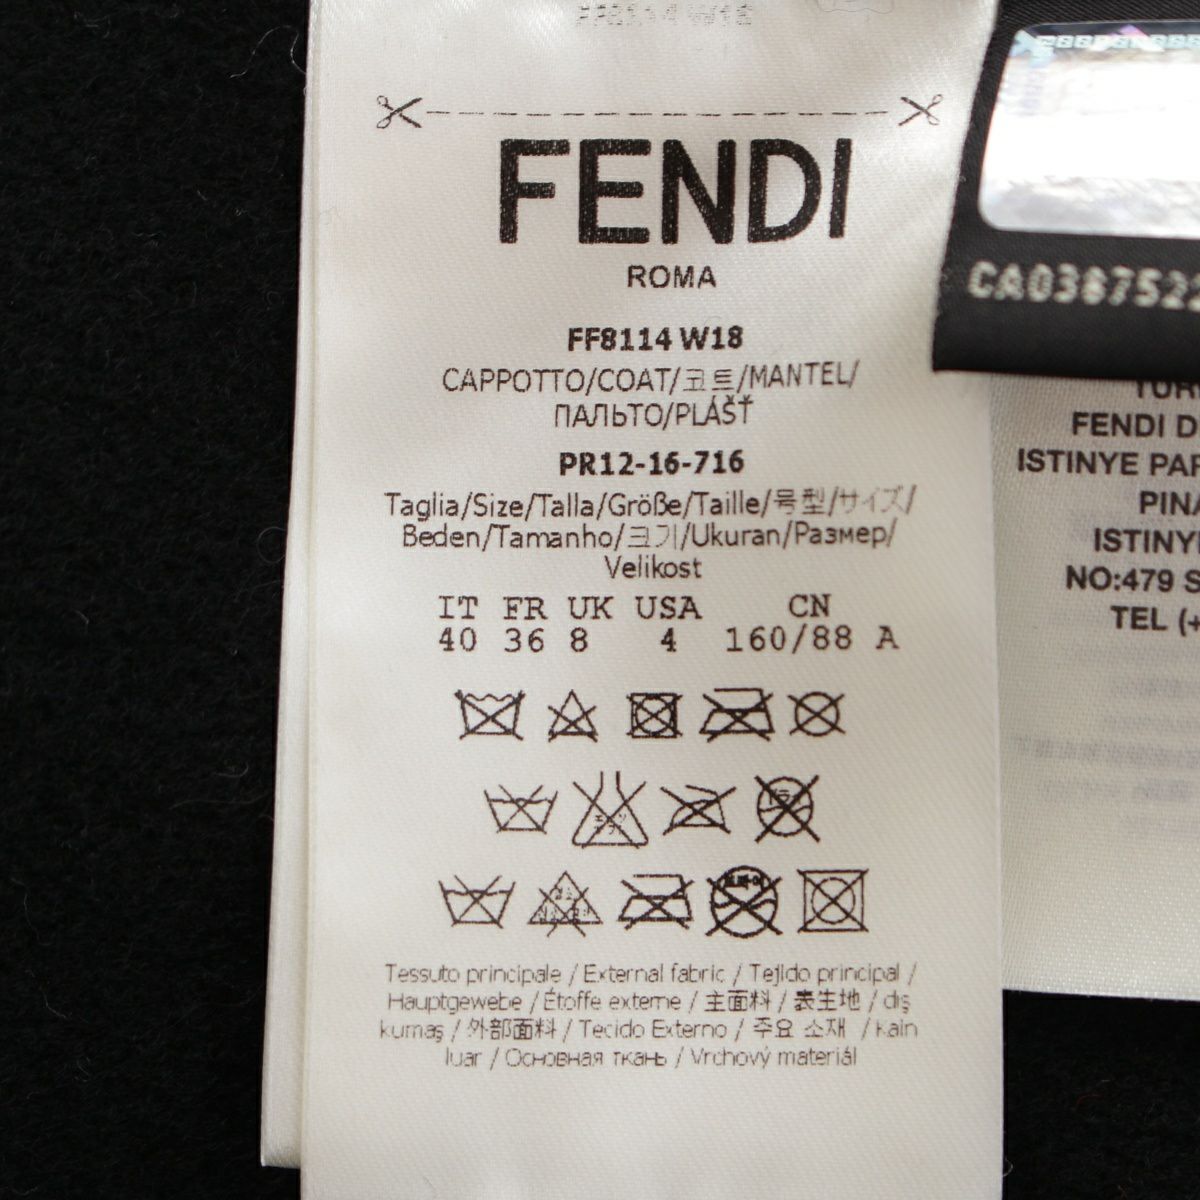 FENDI
ROMA
FF8114 W18
CAPPOTTO/COAT/코트/MANTEL/
ПАЛЬТО/PLÁŠŤ
PR12-16-716
Taglia/Size/Talla/Größe/Taille/号型/サイズ/
Beden/Tamanho/크기/Ukuran/Размер/
Velikost
IT FR UK USA CN
40 36 8 4 160/88 A
Tessuto principale / External fabric / Tejido principal /
Hauptgewebe / Étoffe externe / 主面料 / 表生地 / dış
kumaş / 外部面料 / Tecido Externo / 주요 소재 / Kain
luar / Основная ткань / Vrchový materiál
CA0387522
FENDI D
ISTINYE PAR
PINA
ISTINY
NO:479 S
TEL (+